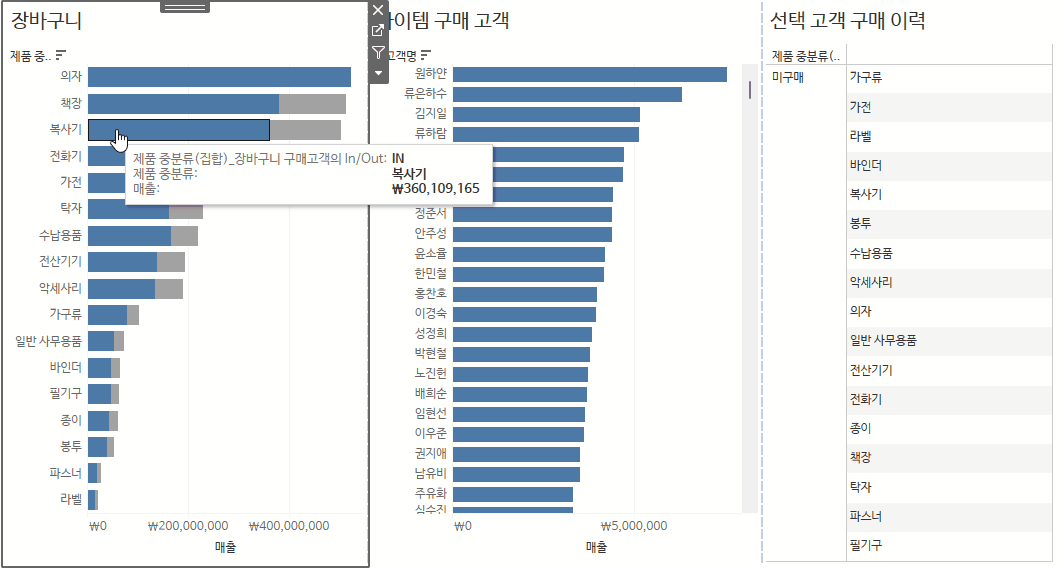 장바구니
제품 중..
의자
책장
복사기
전화기
가전
탁자
수납용품
전산기기
악세사리
가구류
일반 사무용품
바인더
필기구
종이
봉투
파스너
라벨
₩0 ₩200,000,000 ₩400,000,000
매출
제품 중분류(집합)_장바구니 구매고객의 In/Out: IN
제품 중분류: 복사기
매출: ₩360,109,165
이템 구매 고객
고객명
원하얀
류은하수
김지일
류하람
정준서
안주성
윤소율
한민철
홍찬호
이경숙
성정희
박현철
노진헌
배희순
임현선
이우준
권지애
남유비
주유화
심수진
₩0 ₩5,000,000
매출
선택 고객 구매 이력
제품 중분류(..
미구매
가구류
가전
라벨
바인더
복사기
봉투
수납용품
악세사리
의자
일반 사무용품
전산기기
전화기
종이
책장
탁자
파스너
필기구